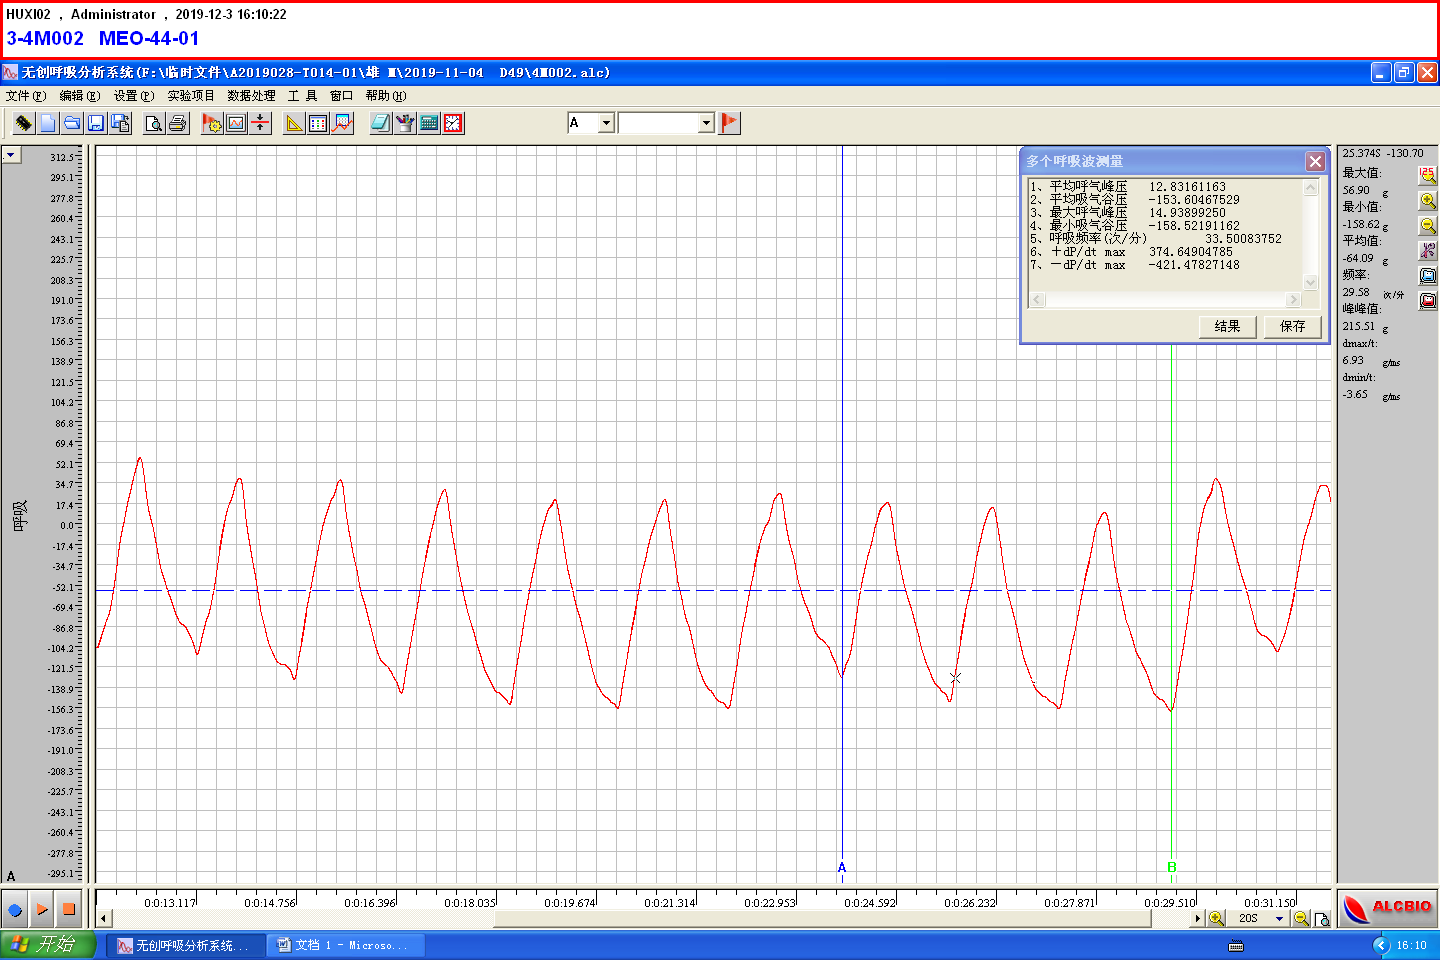 HUXI02 , Administrator , 2019-12-3 16:10:22
3-4M002 MEO-44-01
无创呼吸分析系统(F:\临时文件\A2019028-T014-01\雄 M\2019-11-04 D49\4M002.alc)
文件(F) 编辑(E) 设置(P) 实验项目 数据处理 工 具 窗口 帮助(H)
A
312.5
295.1
277.8
260.4
243.1
225.7
208.3
191.0
173.6
156.3
138.9
121.5
104.2
86.8
69.4
52.1
34.7
17.4
0.0
-17.4
-34.7
-52.1
-69.4
-86.8
-104.2
-121.5
-138.9
-156.3
-173.6
-191.0
-208.3
-225.7
-243.1
-260.4
-277.8
-295.1
呼吸
A
多个呼吸波测量
1、平均呼气峰压 12.83161163
2、平均吸气谷压 -153.60467529
3、最大呼气峰压 14.93899250
4、最小吸气谷压 -158.52191162
5、呼吸频率(次/分) 33.50083752
6、＋dP/dt max 374.64904785
7、－dP/dt max -421.47827148
结果 保存
25.374S -130.70
最大值:
56.90 g
最小值:
-158.62 g
平均值:
-64.09 g
频率:
29.58 次/分
峰峰值:
215.51 g
dmax/t:
6.93 g/ms
dmin/t:
-3.65 g/ms
125
A B
0:0:13.117 0:0:14.756 0:0:16.396 0:0:18.035 0:0:19.674 0:0:21.314 0:0:22.953 0:0:24.592 0:0:26.232 0:0:27.871 0:0:29.510 0:0:31.150
20S
ALCBIO
开始 无创呼吸分析系统... 文档 1 - Microso... 16:10